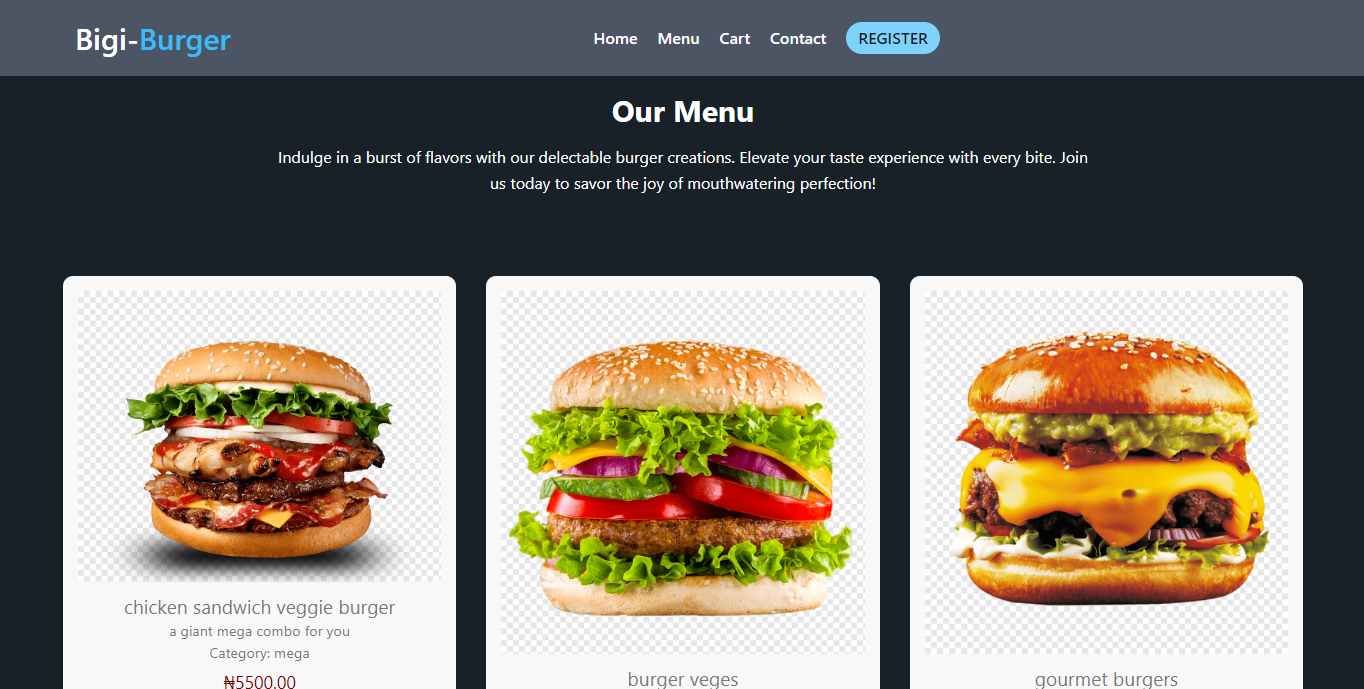 Bigi-Burger
Home Menu Cart Contact REGISTER
Our Menu
Indulge in a burst of flavors with our delectable burger creations. Elevate your taste experience with every bite. Join
us today to savor the joy of mouthwatering perfection!
chicken sandwich veggie burger
a giant mega combo for you
Category: mega
₦5500.00
burger veges
gourmet burgers